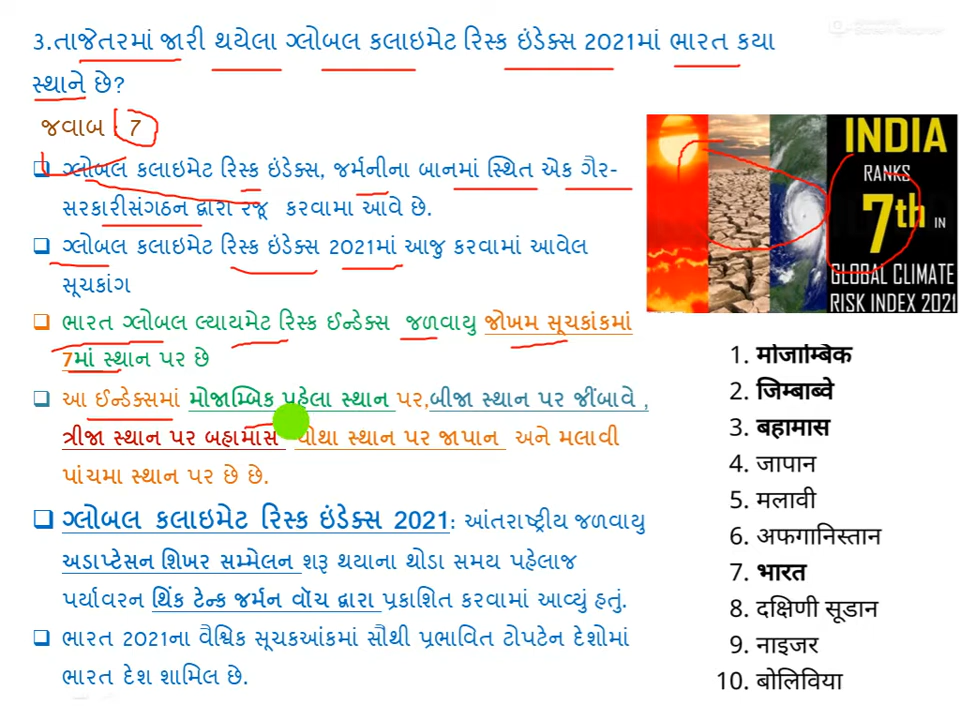 ૩.તાજેતરમાં જારી થયેલા ગ્લોબલ કલાઇમેટ રિસ્ક ઇંડેક્સ 2021માં ભારત કયા
સ્થાને છે?
જવાબ : 7
ગ્લોબલ કલાઇમેટ રિસ્ક ઇંડેક્સ, જર્મનીના બાનમાં સ્થિત એક ગૈર-
સરકારીસંગઠન દ્વારા રજૂ કરવામા આવે છે.
ગ્લોબલ કલાઇમેટ રિસ્ક ઇંડેક્સ 2021માં આજુ કરવામાં આવેલ
સૂચકાંગ
ભારત ગ્લોબલ લ્યાયમેટ રિસ્ક ઈન્ડેક્સ જળવાયુ જોખમ સૂચકાંકમાં
7માં સ્થાન પર છે
આ ઈન્ડેક્સમાં મોજામ્બિક પહેલા સ્થાન પર,બીજા સ્થાન પર જીંબાવે ,
ત્રીજા સ્થાન પર બહામાસ ચોથા સ્થાન પર જાપાન અને મલાવી
પાંચમા સ્થાન પર છે છે.
ગ્લોબલ કલાઇમેટ રિસ્ક ઇંડેક્સ 2021: આંતરાષ્ટ્રીય જળવાયુ
અડાપ્ટેસન શિખર સમ્મેલન શરૂ થયાના થોડા સમય પહેલાજ
પર્યાવરન થિંક ટેન્ક જર્મન વૉચ દ્વારા પ્રકાશિત કરવામાં આવ્યું હતું.
ભારત 2021ના વૈશ્વિક સૂચકઆંકમાં સૌથી પ્રભાવિત ટોપટેન દેશોમાં
ભારત દેશ શામિલ છે.
INDIA
RANKS
7th IN
GLOBAL CLIMATE
RISK INDEX 2021
1. मोजाम्बिक
2. जिम्बाब्वे
3. बहामास
4. जापान
5. मलावी
6. अफगानिस्तान
7. भारत
8. दक्षिणी सूडान
9. नाइजर
10. बोलिविया